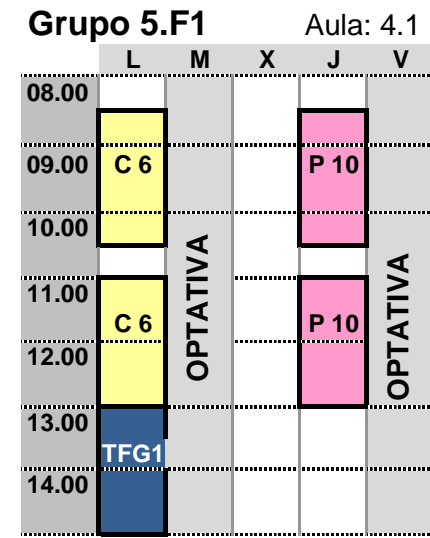 Grupo 5.F1 Aula: 4.1
L M X J V
08.00
09.00 C 6 P 10
10.00
OPTATIVA
OPTATIVA
11.00
C 6 P 10
12.00
13.00
TFG1
14.00